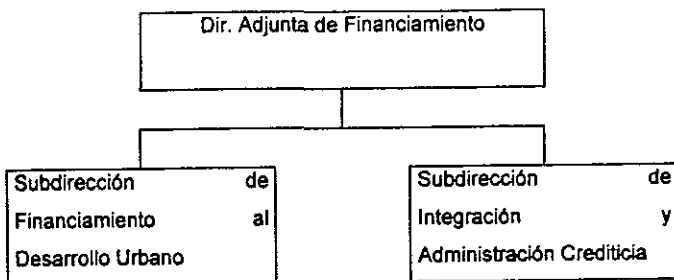 Dir. Adjunta de Financiamiento
Subdirección de
Financiamiento al
Desarrollo Urbano
Subdirección de
Integración y
Administración Crediticia